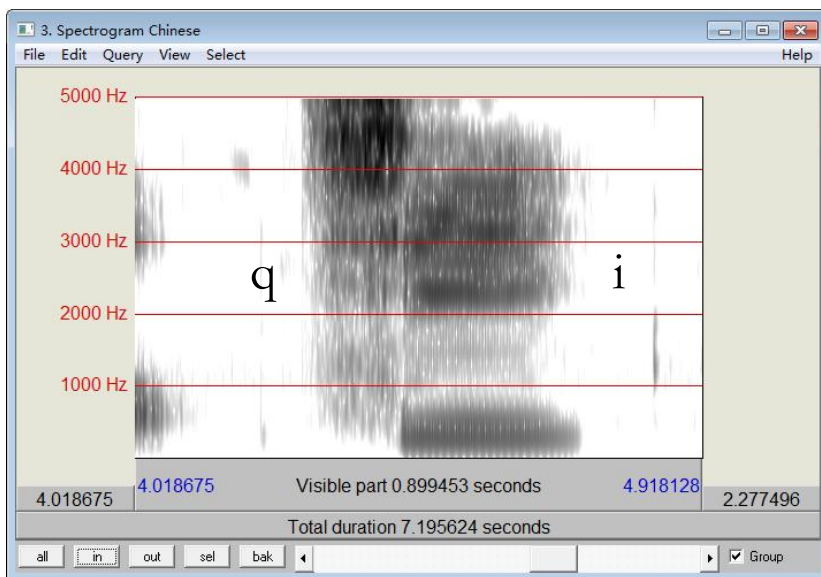 3. Spectrogram Chinese
File Edit Query View Select Help
5000 Hz
4000 Hz
3000 Hz
q i
2000 Hz
1000 Hz
4.018675 4.018675 Visible part 0.899453 seconds 4.918128 2.277496
Total duration 7.195624 seconds
all in out sel bak Group